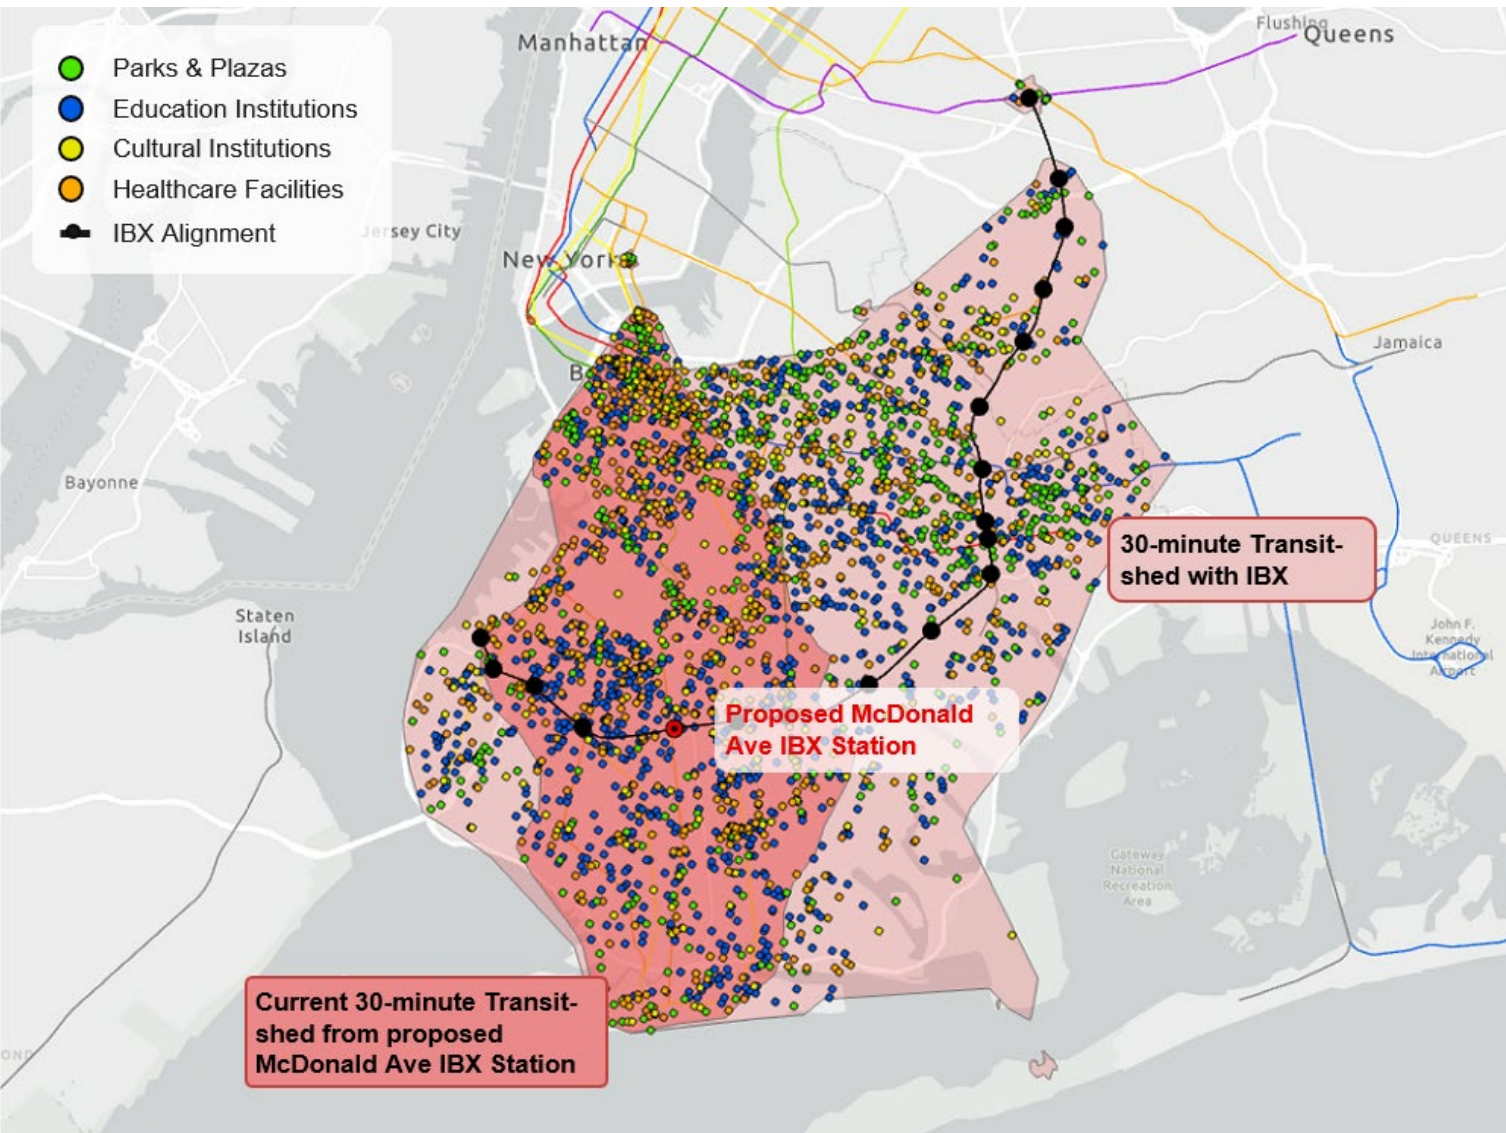 Manhattan
Flushing
Queens
Parks & Plazas
Education Institutions
Cultural Institutions
Healthcare Facilities
IBX Alignment
Jersey City
New York
Jamaica
Bayonne
30-minute Transit-
shed with IBX
QUEENS
Staten
Island
John F.
Kennedy
International
Airport
Proposed McDonald
Ave IBX Station
Gateway
National
Recreation
Area
Current 30-minute Transit-
shed from proposed
McDonald Ave IBX Station
OND